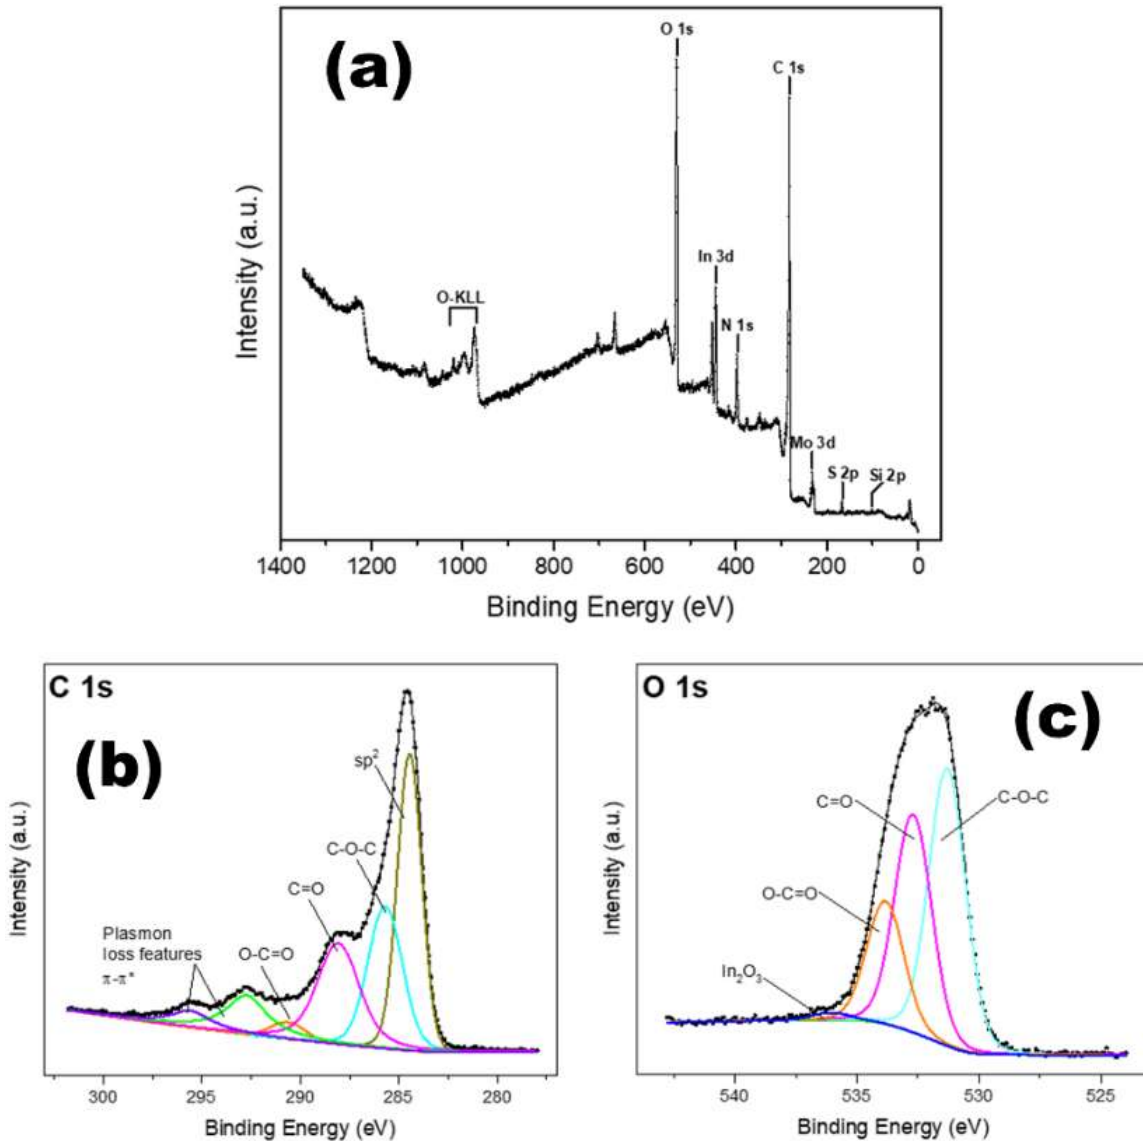 (a)
O 1s
C 1s
In 3d
O-KLL
N 1s
Mo 3d
S 2p
Si 2p
Intensity (a.u.)
1400 1200 1000 800 600 400 200 0
Binding Energy (eV)
C 1s
(b)
sp²
C-O-C
C=O
O-C=O
Plasmon
loss features
π-π*
Intensity (a.u.)
300 295 290 285 280
Binding Energy (eV)
O 1s
(c)
C=O
C-O-C
O-C=O
In₂O₃
Intensity (a.u.)
540 535 530 525
Binding Energy (eV)